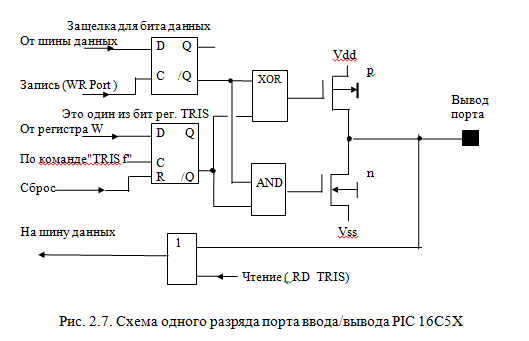 Защелка для бита данных
От шины данных
D Q
Vdd
p
C /Q
XOR
Запись (WR Port )
Вывод
порта
Это один из бит рег. TRIS
От регистра W
D Q
По команде"TRIS f"
C
n
R /Q
AND
Сброс
Vss
На шину данных
1
Чтение ( RD TRIS)
Рис. 2.7. Схема одного разряда порта ввода/вывода PIC 16C5X